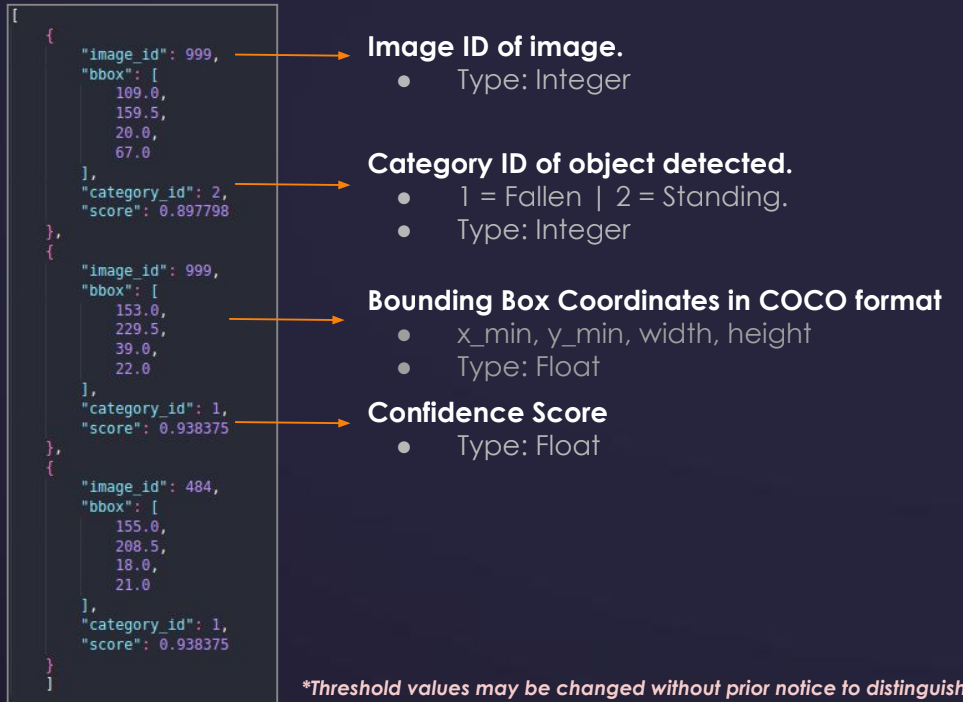 [
{
"image_id": 999,
"bbox": [
109.0,
159.5,
20.0,
67.0
],
"category_id": 2,
"score": 0.897798
},
{
"image_id": 999,
"bbox": [
153.0,
229.5,
39.0,
22.0
],
"category_id": 1,
"score": 0.938375
},
{
"image_id": 484,
"bbox": [
155.0,
208.5,
18.0,
21.0
],
"category_id": 1,
"score": 0.938375
}
]
Image ID of image.
● Type: Integer
Category ID of object detected.
● 1 = Fallen | 2 = Standing.
● Type: Integer
Bounding Box Coordinates in COCO format
● x_min, y_min, width, height
● Type: Float
Confidence Score
● Type: Float
*Threshold values may be changed without prior notice to distinguish